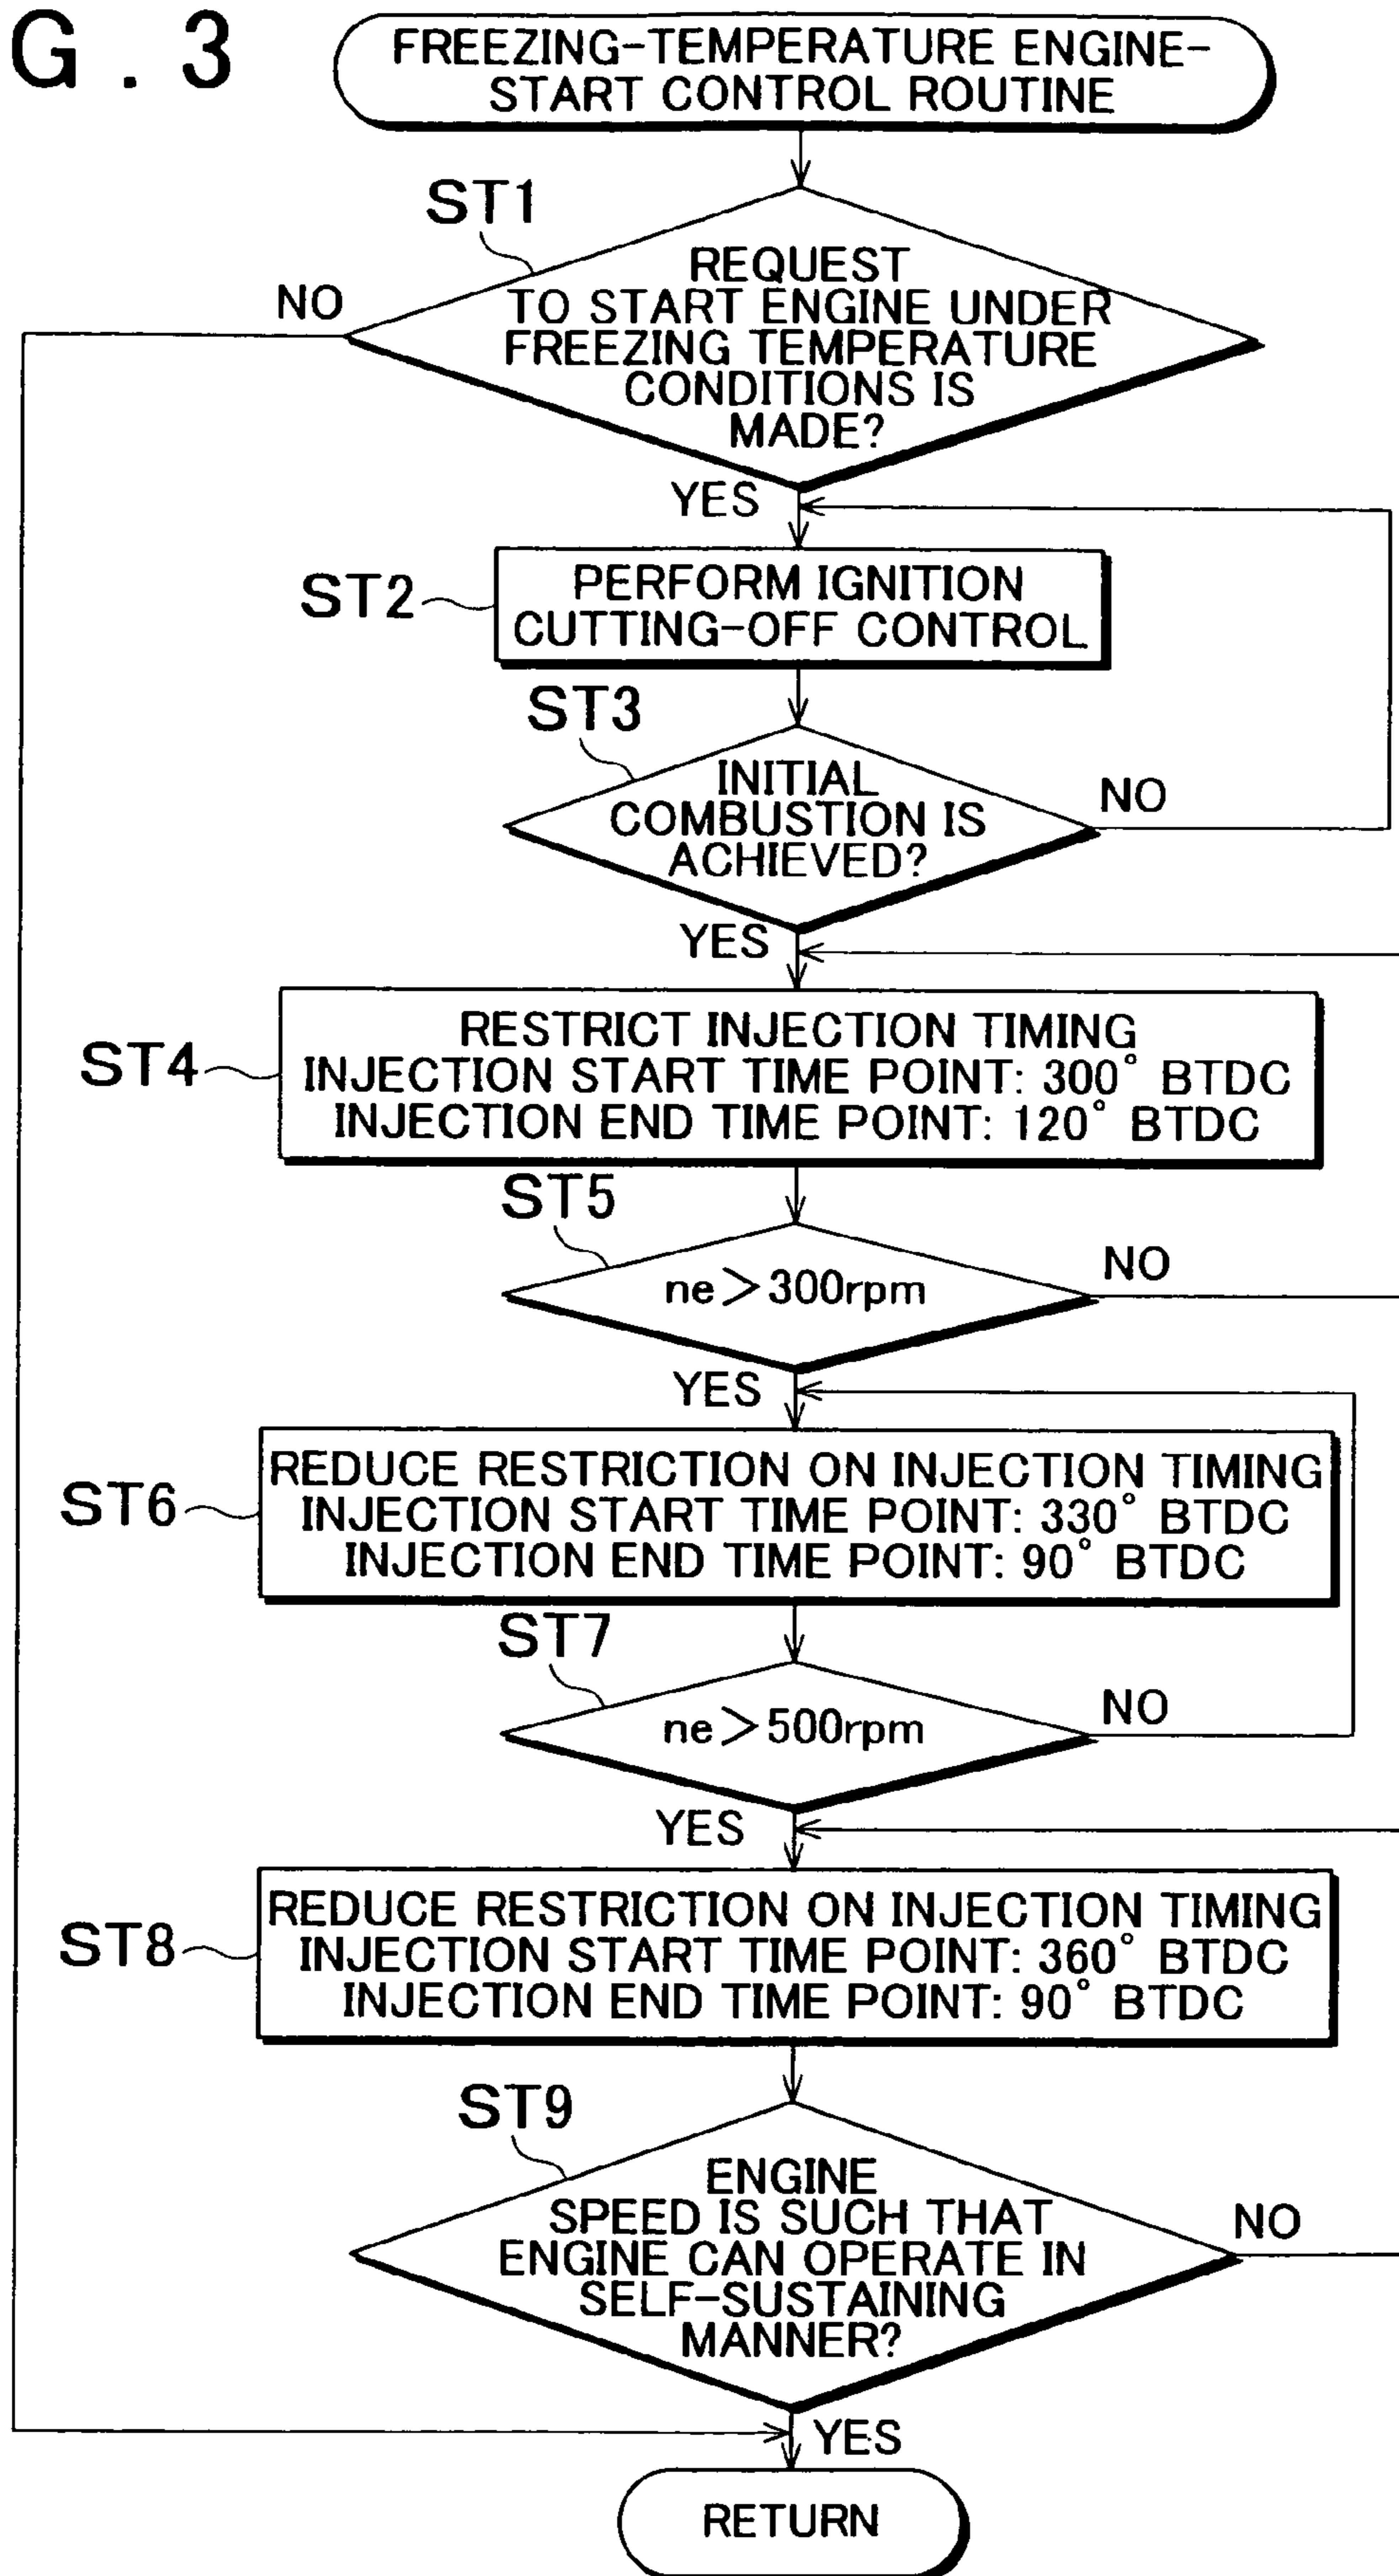 G . 3
FREEZING-TEMPERATURE ENGINE-
START CONTROL ROUTINE
ST1
REQUEST
TO START ENGINE UNDER
FREEZING TEMPERATURE
CONDITIONS IS
MADE?
NO
YES
ST2
PERFORM IGNITION
CUTTING-OFF CONTROL
ST3
INITIAL
COMBUSTION IS
ACHIEVED?
NO
YES
ST4
RESTRICT INJECTION TIMING
INJECTION START TIME POINT: 300° BTDC
INJECTION END TIME POINT: 120° BTDC
ST5
ne > 300rpm
NO
YES
ST6
REDUCE RESTRICTION ON INJECTION TIMING
INJECTION START TIME POINT: 330° BTDC
INJECTION END TIME POINT: 90° BTDC
ST7
ne > 500rpm
NO
YES
ST8
REDUCE RESTRICTION ON INJECTION TIMING
INJECTION START TIME POINT: 360° BTDC
INJECTION END TIME POINT: 90° BTDC
ST9
ENGINE
SPEED IS SUCH THAT
ENGINE CAN OPERATE IN
SELF-SUSTAINING
MANNER?
NO
YES
RETURN